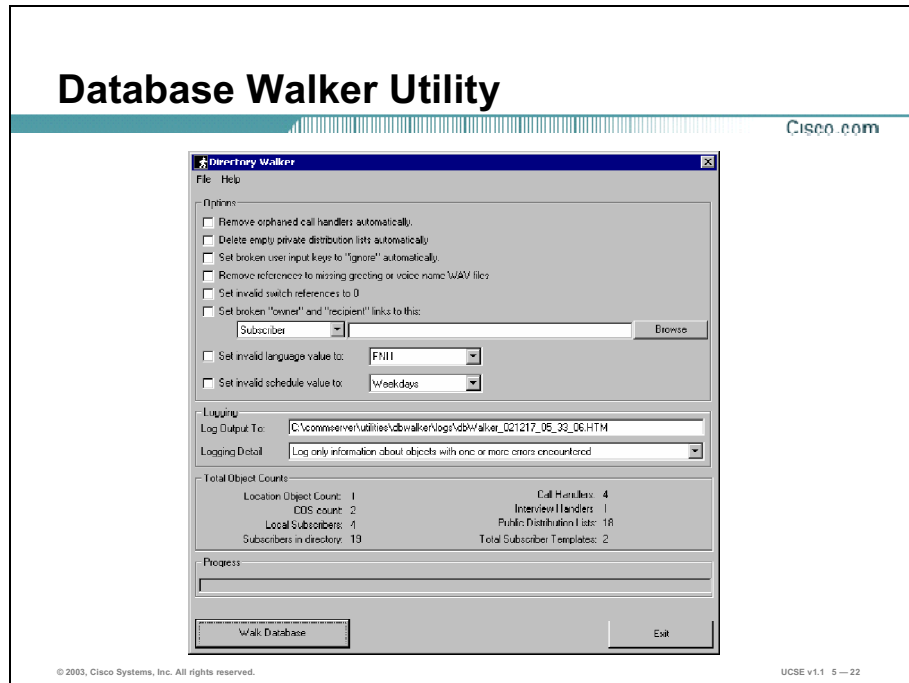 Database Walker Utility
Cisco.com
Directory Walker
File Help
Options
Remove orphaned call handlers automatically.
Delete empty private distribution lists automatically
Set broken user input keys to "ignore" automatically.
Remove references to missing greeting or voice name WAV files
Set invalid switch references to 0
Set broken "owner" and "recipient" links to this:
Subscriber
Browse
Set invalid language value to: ENU
Set invalid schedule value to: Weekdays
Logging
Log Output To: C:\commserver\utilities\dbwalker\logs\dbWalker_021217_05_33_06.HTM
Logging Detail Log only information about objects with one or more errors encountered
Total Object Counts
Location Object Count: 1 Call Handlers: 4
COS count: 2 Interview Handlers 1
Local Subscribers: 4 Public Distribution Lists: 18
Subscribers in directory: 19 Total Subscriber Templates: 2
Progress
Walk Database
Exit
© 2003, Cisco Systems, Inc. All rights reserved.
UCSE v1.1 5 — 22